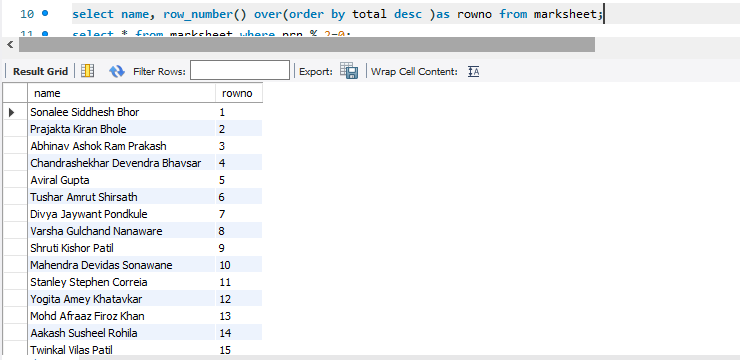 10 select name, row_number() over(order by total desc )as rowno from marksheet;
11 select * from marksheet where prn % 2=0;
Result Grid Filter Rows: Export: Wrap Cell Content:
name rowno
Sonalee Siddhesh Bhor 1
Prajakta Kiran Bhole 2
Abhinav Ashok Ram Prakash 3
Chandrashekhar Devendra Bhavsar 4
Aviral Gupta 5
Tushar Amrut Shirsath 6
Divya Jaywant Pondkule 7
Varsha Gulchand Nanaware 8
Shruti Kishor Patil 9
Mahendra Devidas Sonawane 10
Stanley Stephen Correia 11
Yogita Amey Khatavkar 12
Mohd Afraaz Firoz Khan 13
Aakash Susheel Rohila 14
Twinkal Vilas Patil 15